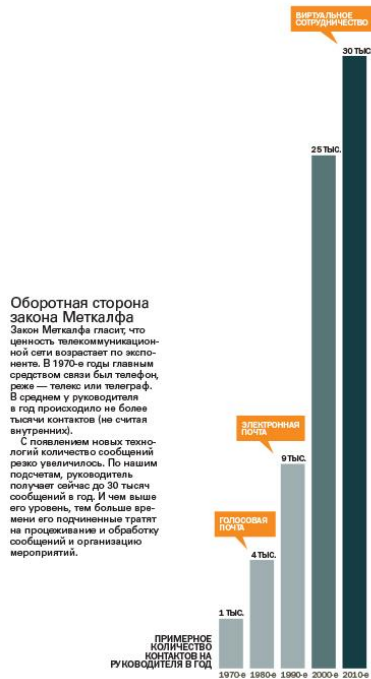 ВИРТУАЛЬНОЕ
СОТРУДНИЧЕСТВО
30 ТЫС.
25 ТЫС.
Оборотная сторона
закона Меткалфа
Закон Меткалфа гласит, что
ценность телекоммуникацион-
ной сети возрастает по экспо-
ненте. В 1970-е годы главным
средством связи был телефон,
реже — телекс или телеграф.
В среднем у руководителя
в год происходило не более
тысячи контактов (не считая
внутренних).
С появлением новых техно-
логий количество сообщений
резко увеличилось. По нашим
подсчетам, руководитель
получает сейчас до 30 тысяч
сообщений в год. И чем выше
его уровень, тем больше вре-
мени его подчиненные тратят
на процеживание и обработку
сообщений и организацию
мероприятий.
ЭЛЕКТРОННАЯ
ПОЧТА
9 ТЫС.
ГОЛОСОВАЯ
ПОЧТА
4 ТЫС.
1 ТЫС.
ПРИМЕРНОЕ
КОЛИЧЕСТВО
КОНТАКТОВ НА
РУКОВОДИТЕЛЯ В ГОД
1970-е 1980-е 1990-е 2000-е 2010-е